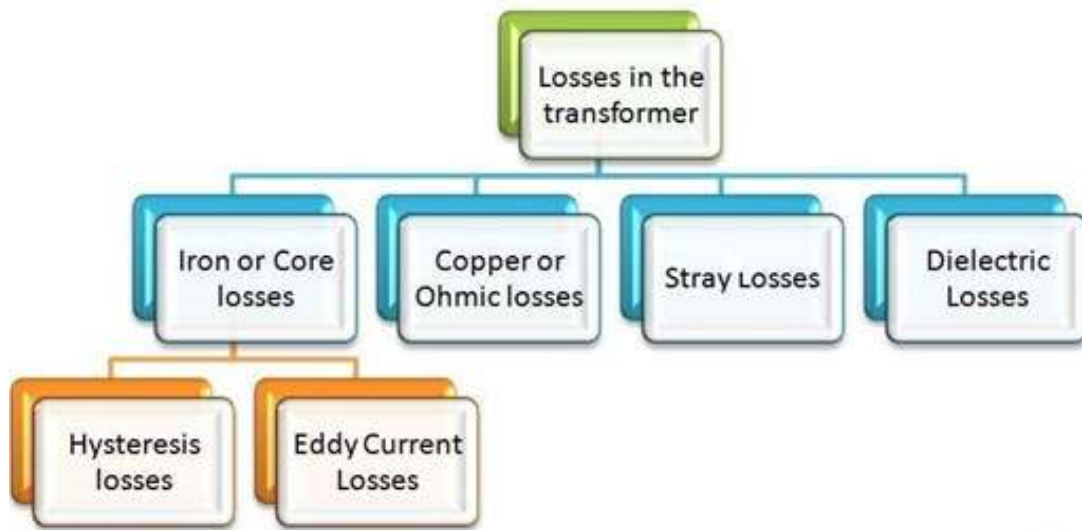 Losses in the
transformer
Iron or Core
losses
Copper or
Ohmic losses
Stray Losses
Dielectric
Losses
Hysteresis
losses
Eddy Current
Losses